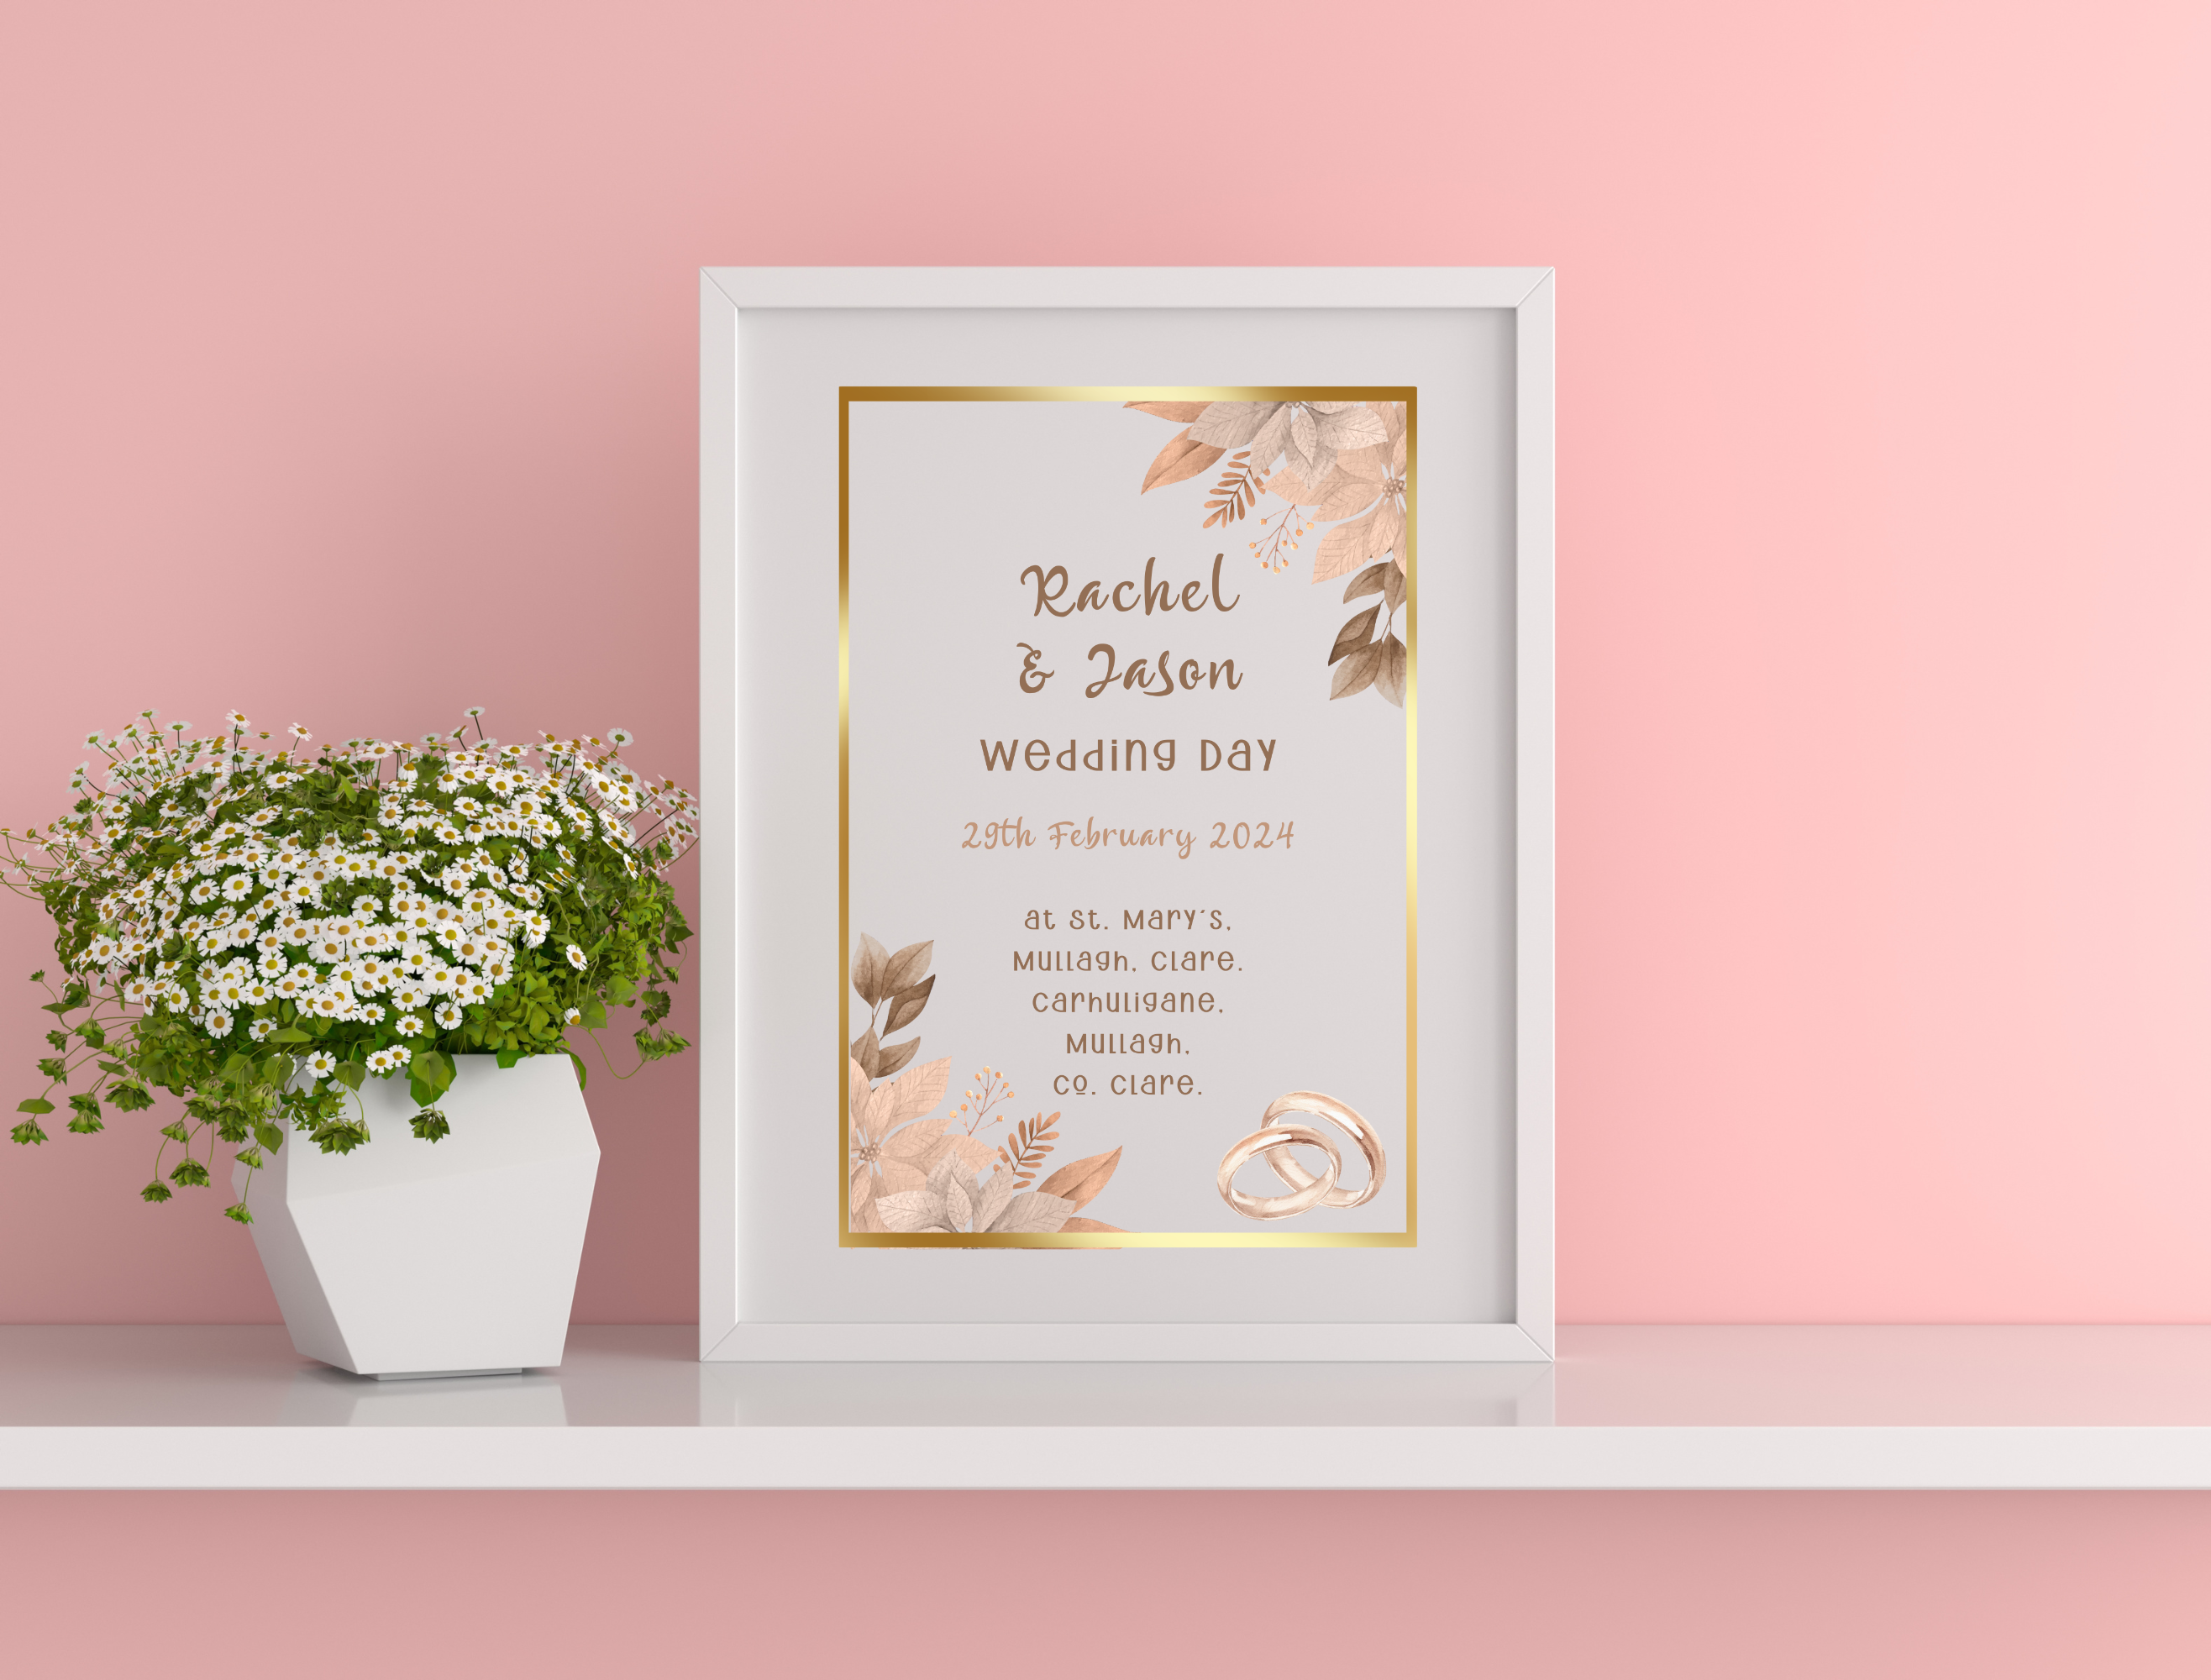 Rachel
& Jason
Wedding Day
29th February 2024
at St. Mary's,
Mullagh, Clare.
Carhuligane,
Mullagh,
Co. Clare.